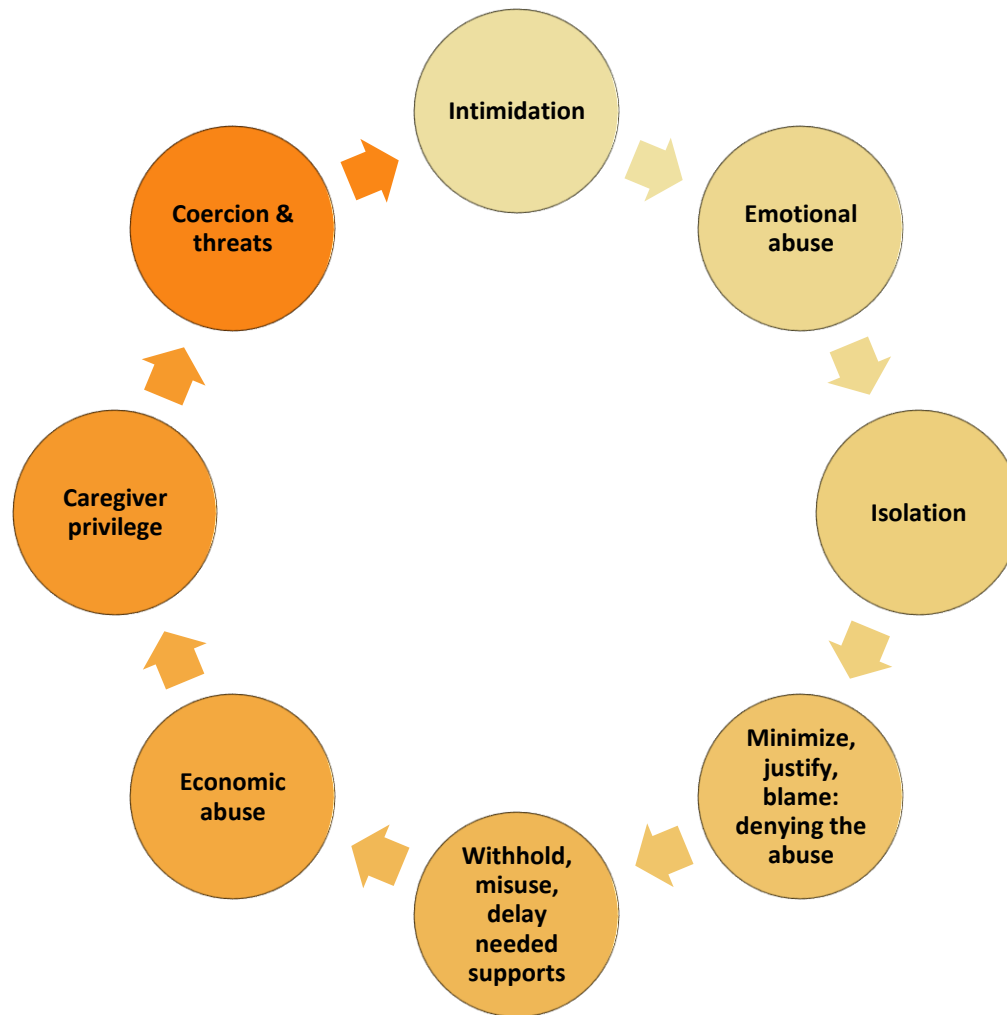 Intimidation
Emotional
abuse
Isolation
Minimize,
justify,
blame:
denying the
abuse
Withhold,
misuse,
delay
needed
supports
Economic
abuse
Caregiver
privilege
Coercion &
threats